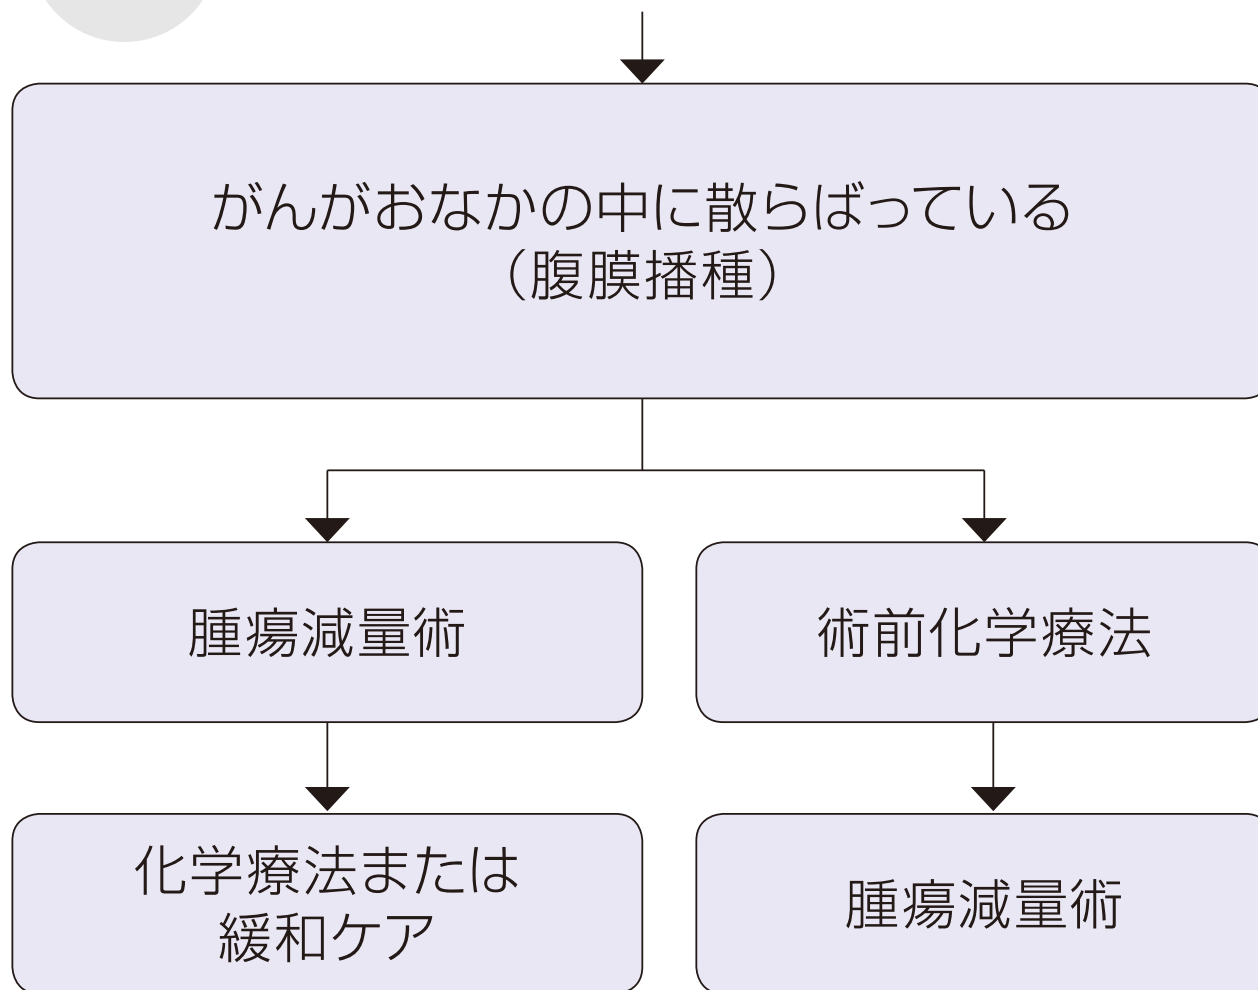 がんがおなかの中に散らばっている
（腹膜播種）
腫瘍減量術
術前化学療法
化学療法または
緩和ケア
腫瘍減量術